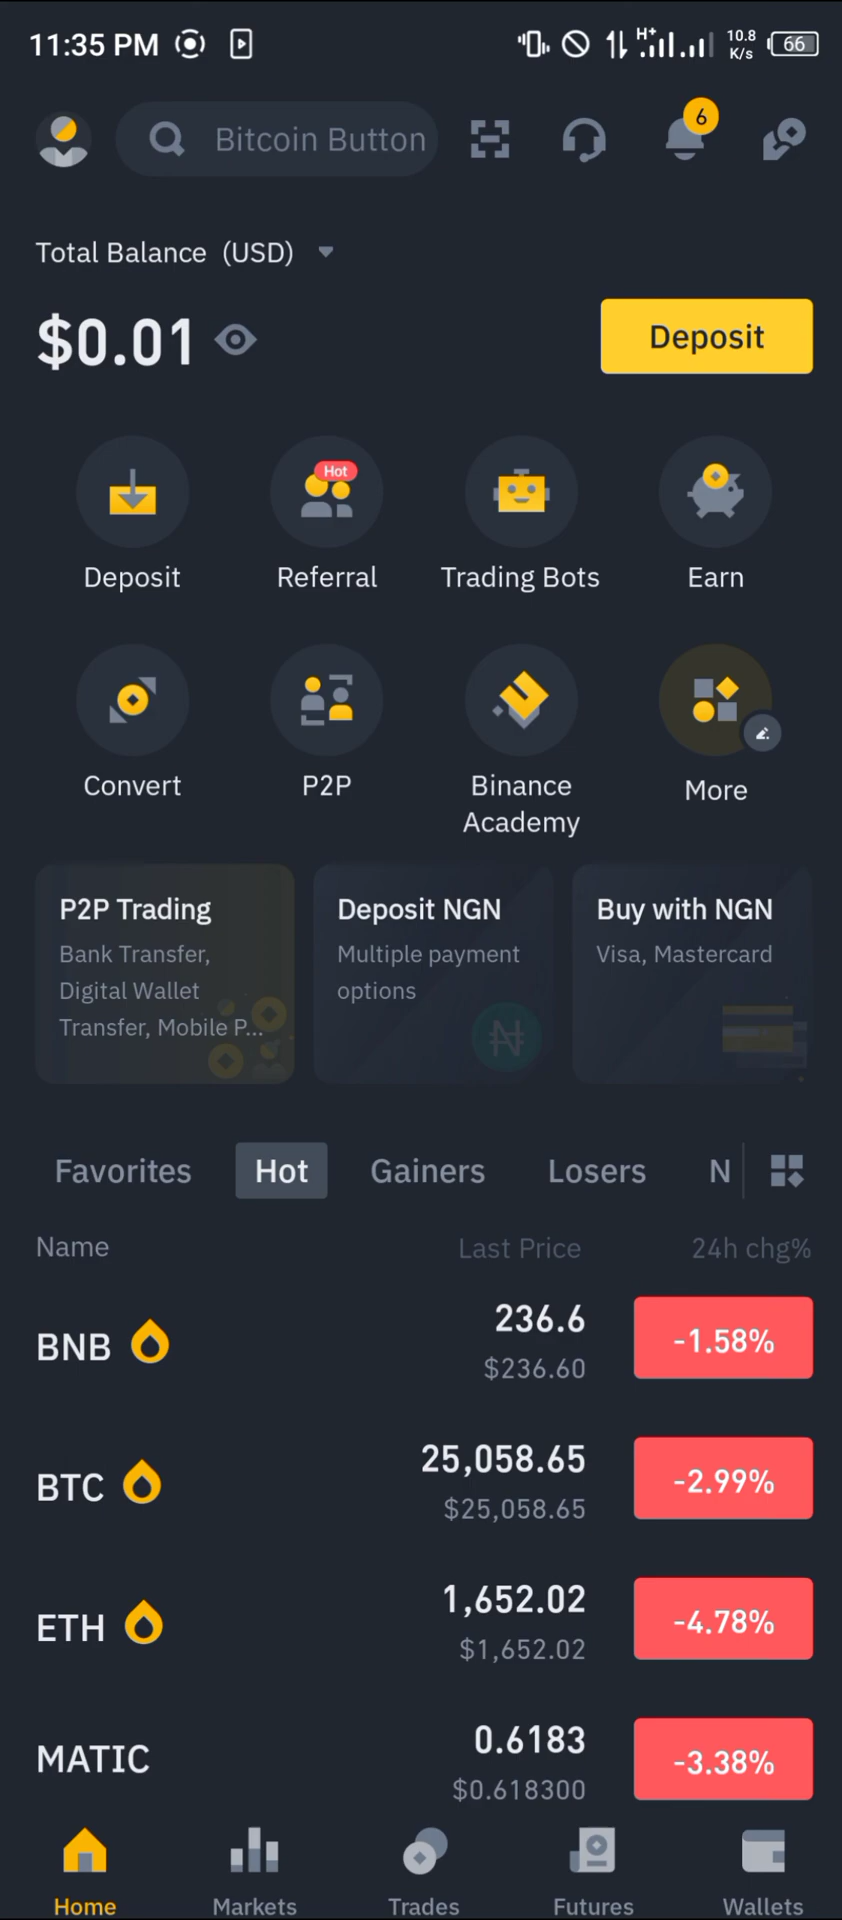 11:35 PM H+ 10.8 K/s 66
Bitcoin Button 6
Total Balance (USD)
$0.01
Deposit
Hot
Deposit Referral Trading Bots Earn
Convert P2P Binance Academy More
P2P Trading
Bank Transfer,
Digital Wallet
Transfer, Mobile P...
Deposit NGN
Multiple payment
options
Buy with NGN
Visa, Mastercard
Favorites Hot Gainers Losers N
Name Last Price 24h chg%
BNB 236.6 -1.58%
$236.60
BTC 25,058.65 -2.99%
$25,058.65
ETH 1,652.02 -4.78%
$1,652.02
MATIC 0.6183 -3.38%
$0.618300
Home Markets Trades Futures Wallets